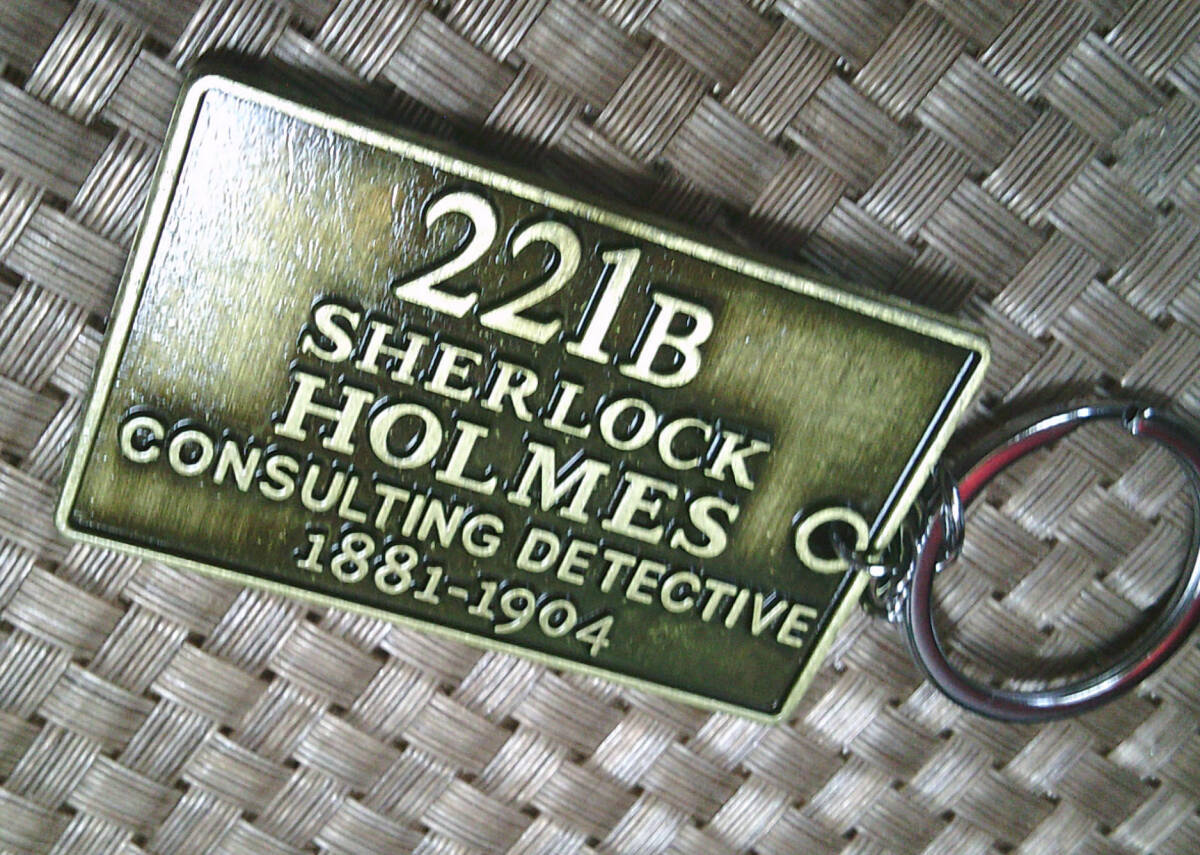 221B
SHERLOCK
HOLMES
CONSULTING DETECTIVE
1881-1904